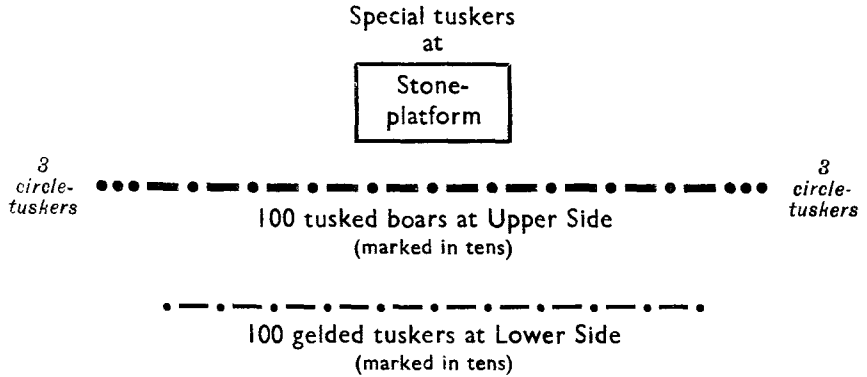 Special tuskers
at
Stone-
platform
3
circle-
tuskers
3
circle-
tuskers
100 tusked boars at Upper Side
(marked in tens)
100 gelded tuskers at Lower Side
(marked in tens)